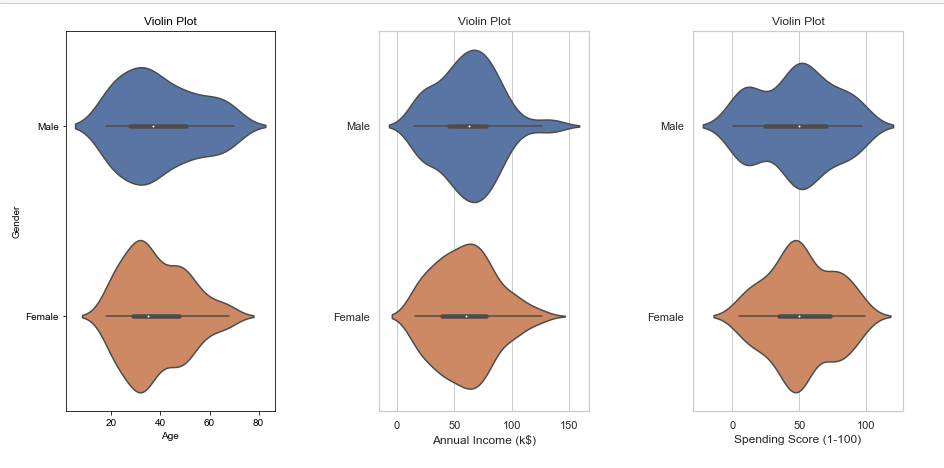 Violin Plot
Gender
Male
Female
20 40 60 80
Age
Violin Plot
Male
Female
0 50 100 150
Annual Income (k$)
Violin Plot
Male
Female
0 50 100
Spending Score (1-100)